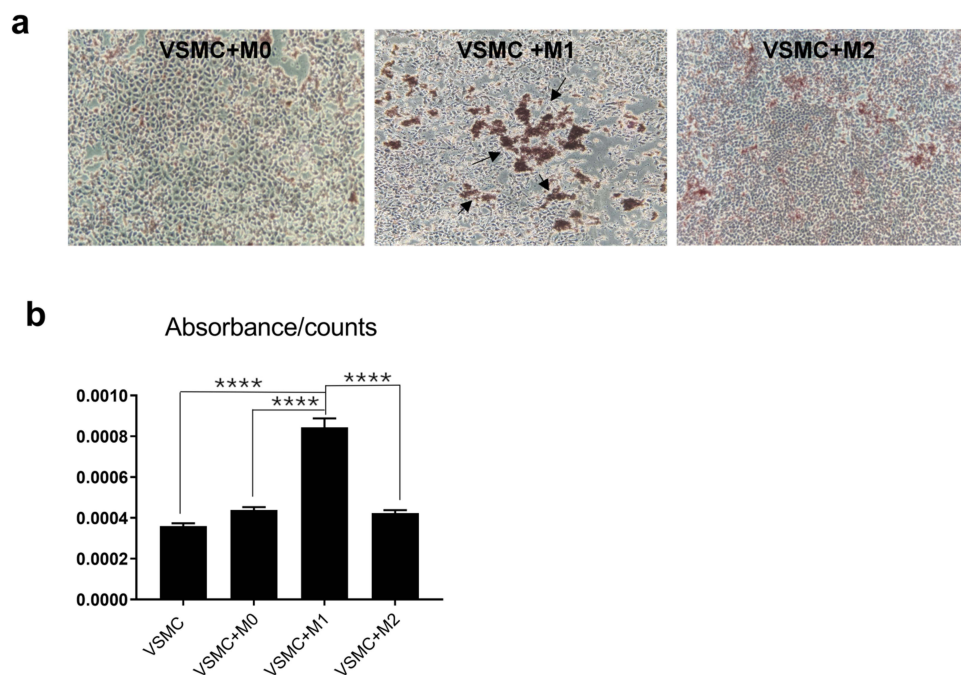 a
VSMC+M0
VSMC +M1
VSMC+M2
b
Absorbance/counts
**** ****
****
0.0010
0.0008
0.0006
0.0004
0.0002
0.0000
VSMC
VSMC+M0
VSMC+M1
VSMC+M2